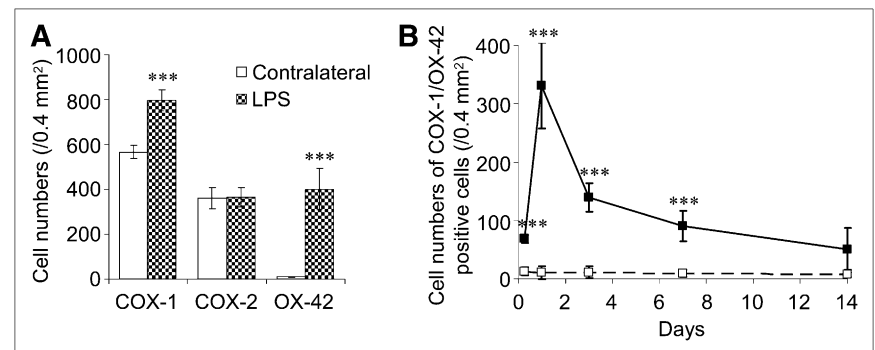 A
Cell numbers (/0.4 mm²)
1000
800
600
400
200
0
***
***
Contralateral
LPS
COX-1 COX-2 OX-42
B
Cell numbers of COX-1/OX-42
positive cells (/0.4 mm²)
400
300
200
100
0
***
***
***
***
0 2 4 6 8 10 12 14
Days